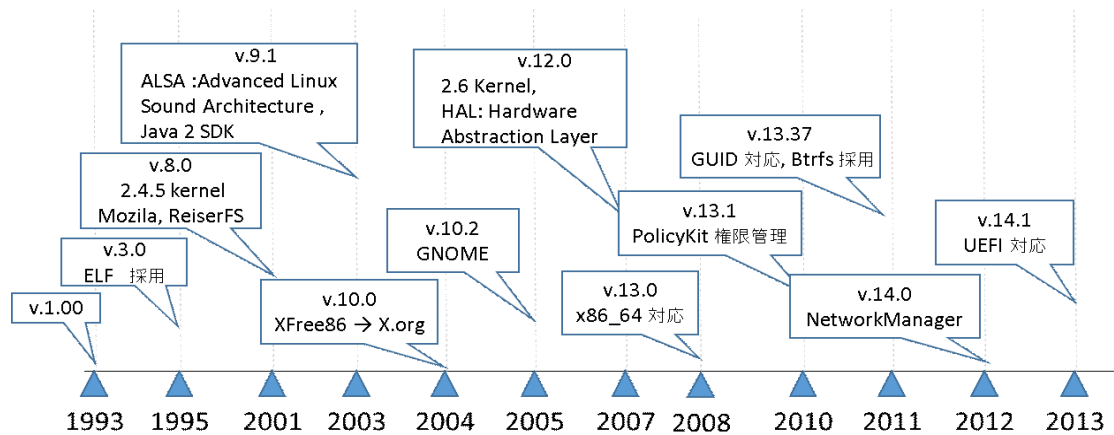 v.9.1
ALSA :Advanced Linux
Sound Architecture ,
Java 2 SDK
v.12.0
2.6 Kernel,
HAL: Hardware
Abstraction Layer
v.13.37
GUID 対応, Btrfs 採用
v.8.0
2.4.5 kernel
Mozila, ReiserFS
v.10.2
GNOME
v.13.1
PolicyKit 権限管理
v.14.1
UEFI 対応
v.3.0
ELF 採用
v.1.00
v.10.0
XFree86 → X.org
v.13.0
x86_64 対応
v.14.0
NetworkManager
1993 1995 2001 2003 2004 2005 2007 2008 2010 2011 2012 2013